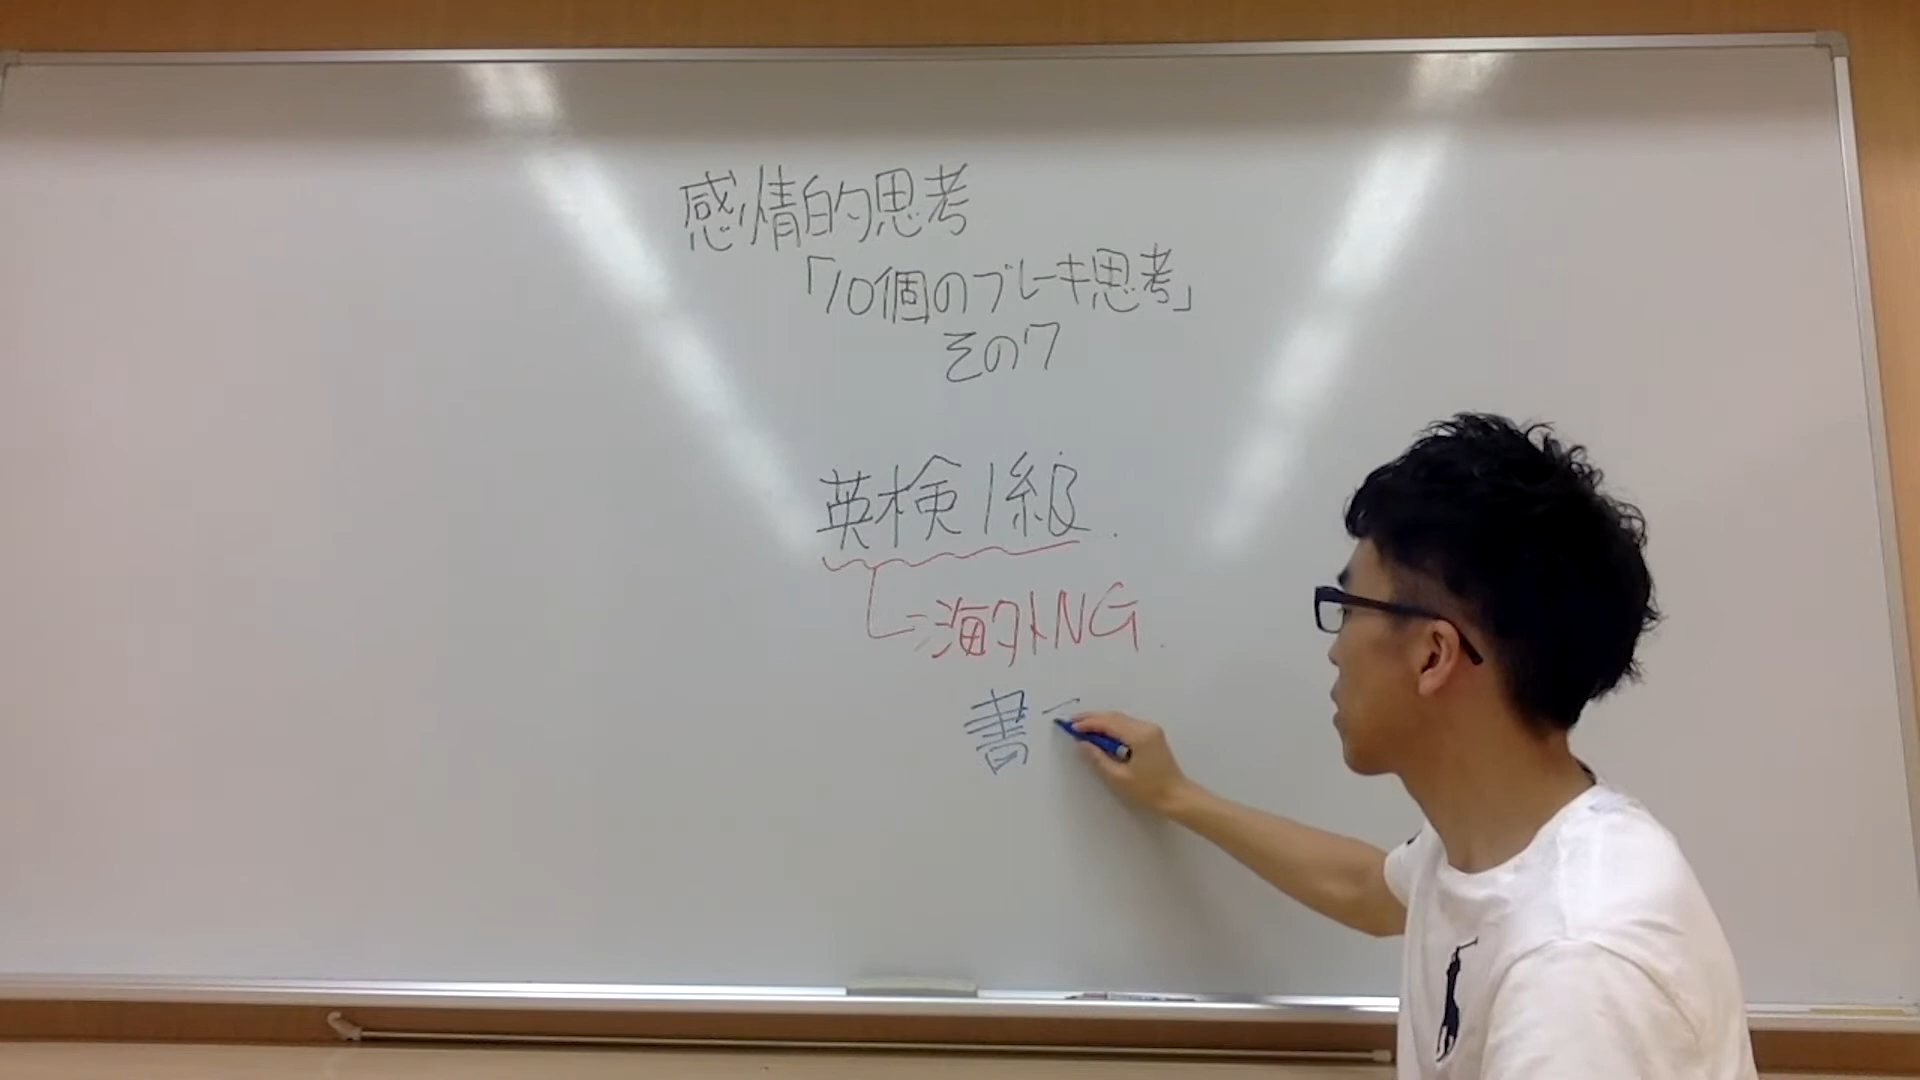 感情的思考
「10個のブレーキ思考」
その7
英検1級.
海外NG.
書